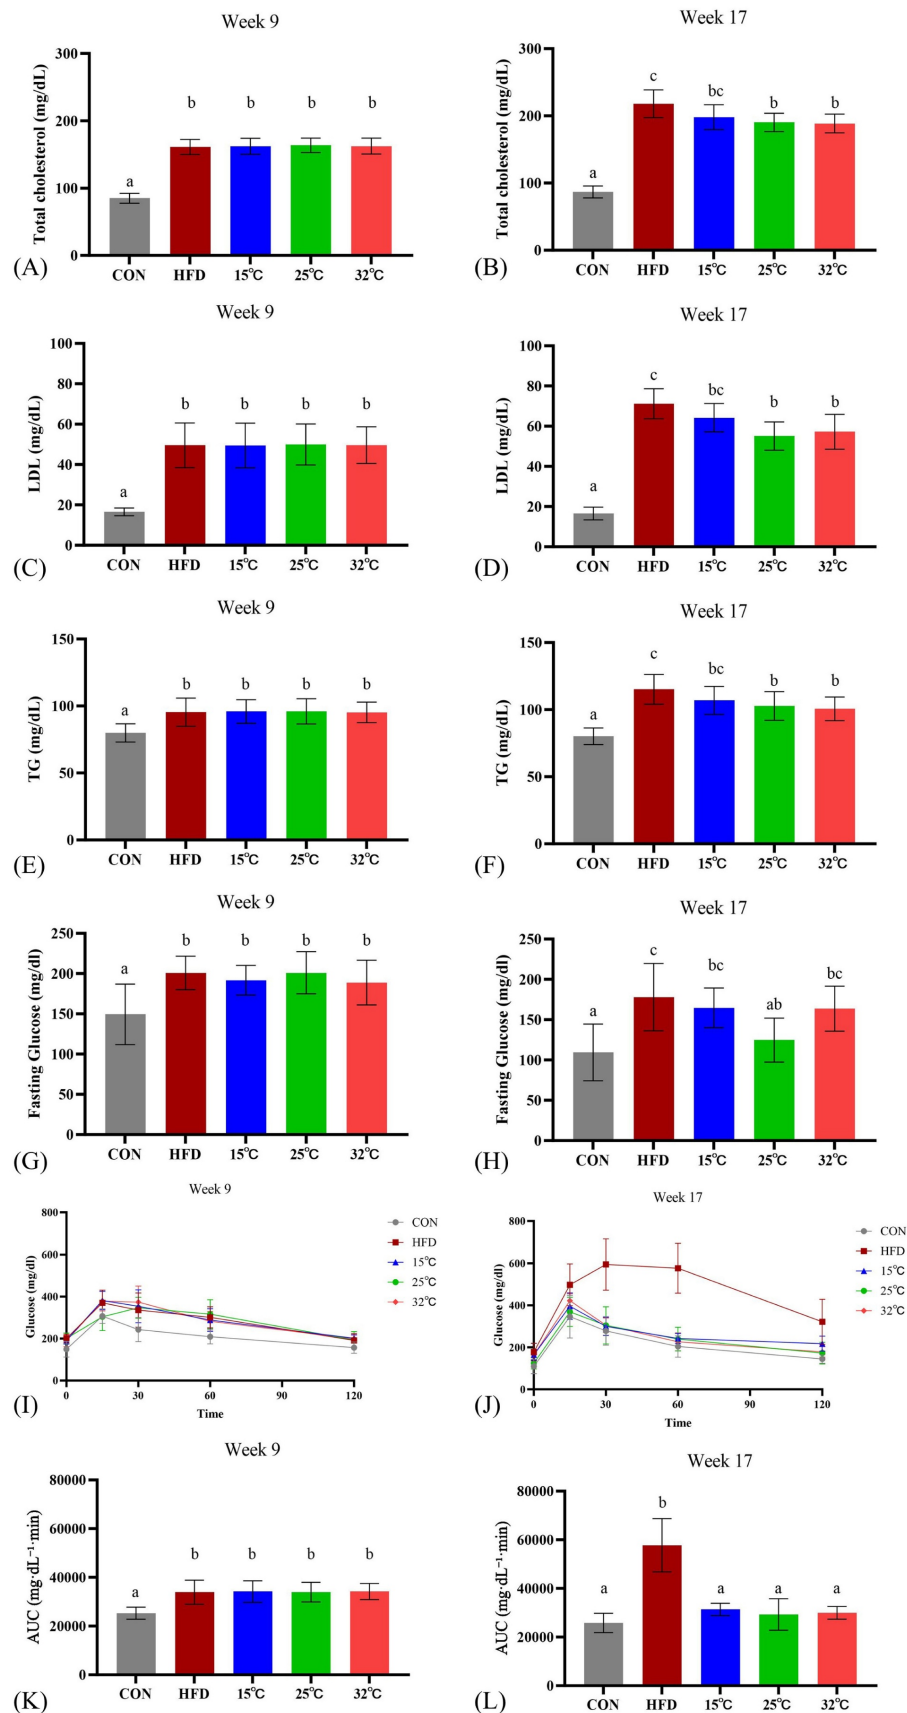 Week 9
Total cholesterol (mg/dL)
300
200
100
0
a
b
b
b
b
CON HFD 15℃ 25℃ 32℃
(A)
Week 17
Total cholesterol (mg/dL)
300
200
100
0
a
c
bc
b
b
CON HFD 15℃ 25℃ 32℃
(B)
Week 9
LDL (mg/dL)
100
80
60
40
20
0
a
b
b
b
b
CON HFD 15℃ 25℃ 32℃
(C)
Week 17
LDL (mg/dL)
100
80
60
40
20
0
a
c
bc
b
b
CON HFD 15℃ 25℃ 32℃
(D)
Week 9
TG (mg/dL)
150
100
50
0
a
b
b
b
b
CON HFD 15℃ 25℃ 32℃
(E)
Week 17
TG (mg/dL)
150
100
50
0
a
c
bc
b
b
CON HFD 15℃ 25℃ 32℃
(F)
Week 9
Fasting Glucose (mg/dl)
250
200
150
100
50
0
a
b
b
b
b
CON HFD 15℃ 25℃ 32℃
(G)
Week 17
Fasting Glucose (mg/dl)
250
200
150
100
50
0
a
c
bc
ab
bc
CON HFD 15℃ 25℃ 32℃
(H)
Week 9
Glucose (mg/dl)
800
600
400
200
0
0 30 60 90 120
Time
CON
HFD
15℃
25℃
32℃
(I)
Week 17
Glucose (mg/dl)
800
600
400
200
0
0 30 60 90 120
Time
CON
HFD
15℃
25℃
32℃
(J)
Week 9
AUC (mg·dL⁻¹·min)
80000
60000
40000
20000
0
a
b
b
b
b
CON HFD 15℃ 25℃ 32℃
(K)
Week 17
AUC (mg·dL⁻¹·min)
80000
60000
40000
20000
0
a
b
a
a
a
CON HFD 15℃ 25℃ 32℃
(L)